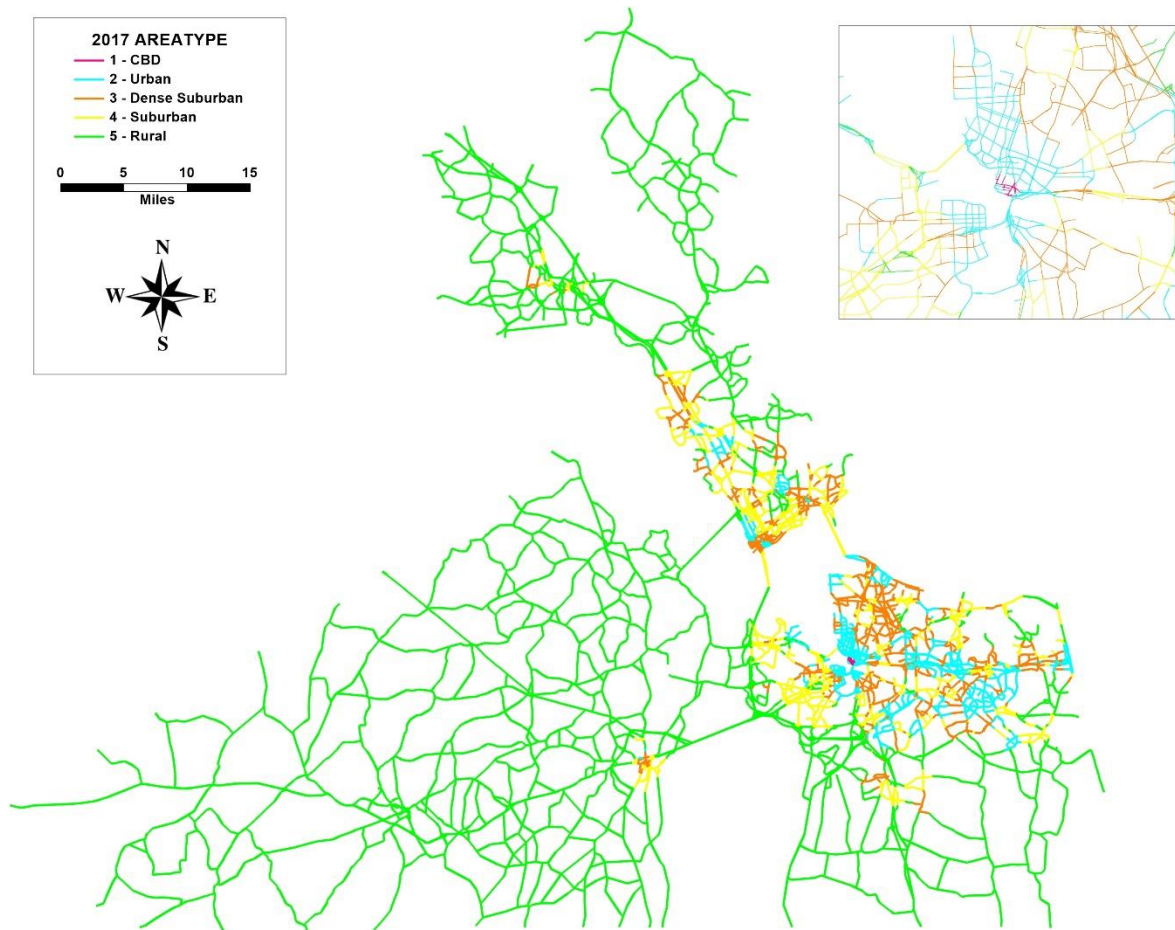 2017 AREATYPE
1 - CBD
2 - Urban
3 - Dense Suburban
4 - Suburban
5 - Rural
0 5 10 15
Miles
N
W E
S